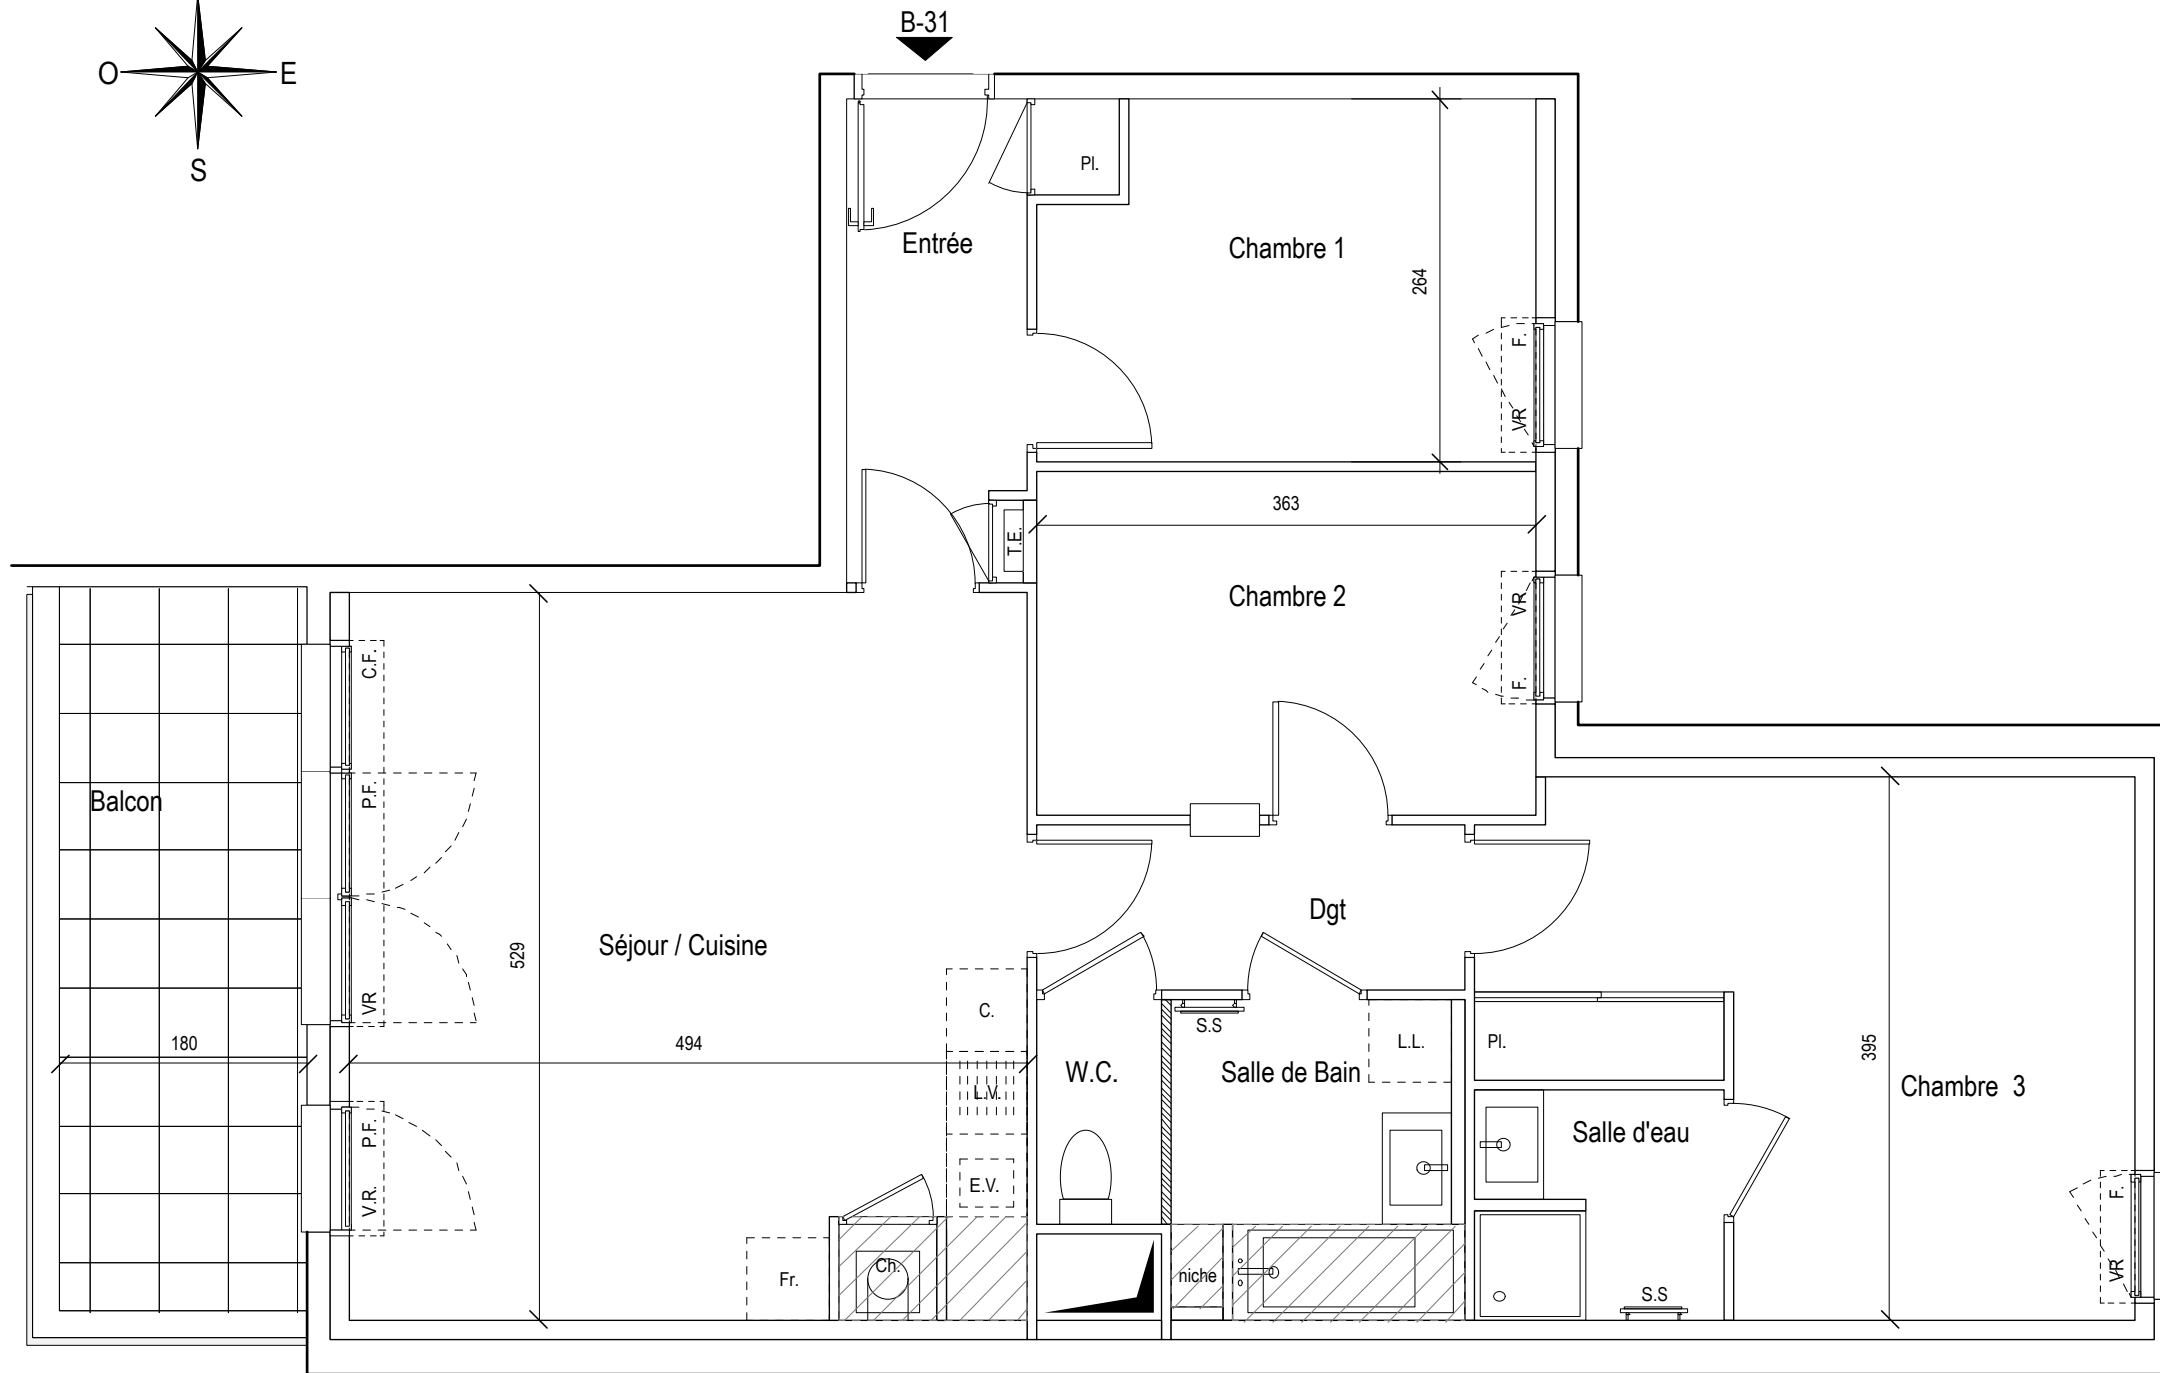 B-31
O
E
S
Pl.
Entrée
Chambre 1
264
F.
VR
363
T.E.
Chambre 2
VR
F.
C.F.
P.F.
Balcon
VR
Séjour / Cuisine
529
Dgt
C.
S.S
L.L.
Pl.
395
180
494
W.C.
Salle de Bain
Chambre 3
L.V.
P.F.
V.R.
Salle d'eau
E.V.
F.
VR
Fr.
Ch.
niche
S.S